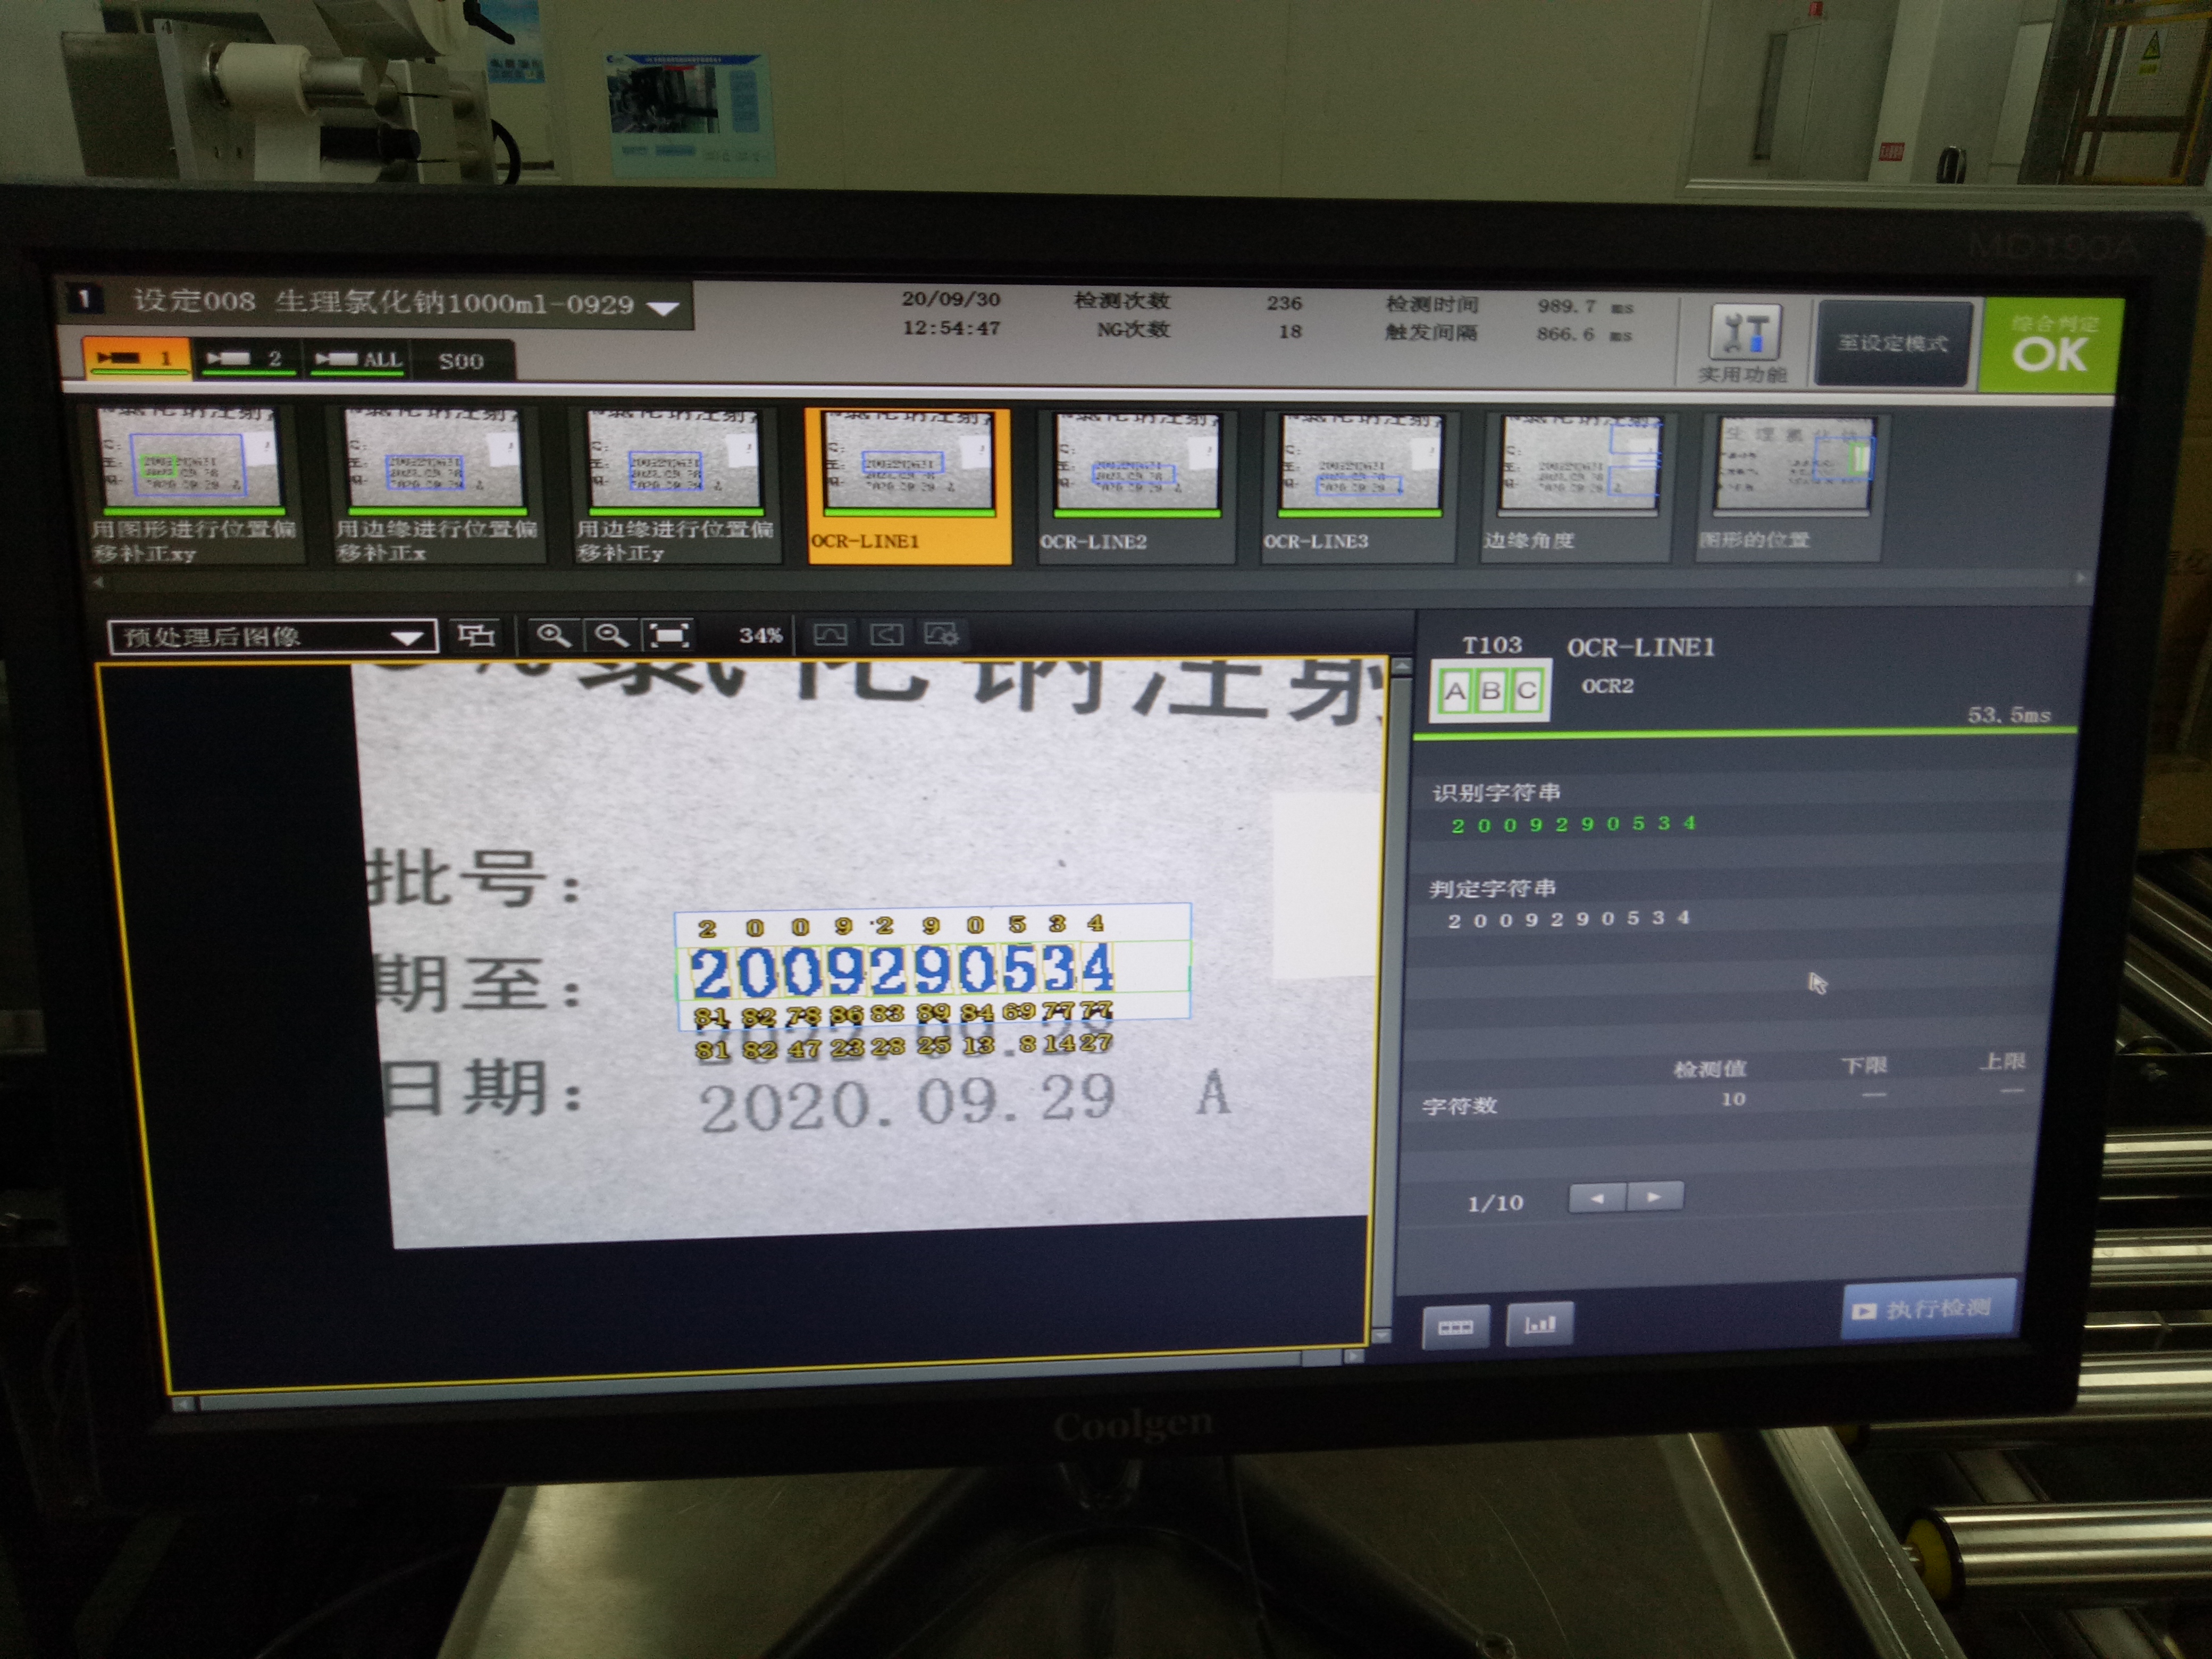 MD190A
1 设定008 生理氯化钠1000ml-0929
20/09/30 检测次数 236 检测时间 989.7 ms
12:54:47 NG次数 18 触发间隔 866.6 ms
实用功能
至设定模式
综合判定
OK
1 2 ALL S00
用图形进行位置偏移补正xy
用边缘进行位置偏移补正x
用边缘进行位置偏移补正y
OCR-LINE1
OCR-LINE2
OCR-LINE3
边缘角度
图形的位置
预处理后图像
34%
氯化钠注射
批号:
期至:
日期:
2 0 0 9 2 9 0 5 3 4
2009290534
81 82 78 86 83 89 84 69 77 77
81 82 47 23 28 25 13 8 14 27
2020.09.29 A
T103 OCR-LINE1
ABC OCR2
53.5ms
识别字符串
2 0 0 9 2 9 0 5 3 4
判定字符串
2 0 0 9 2 9 0 5 3 4
检测值 下限 上限
字符数 10 — —
1/10
执行检测
Coolgen